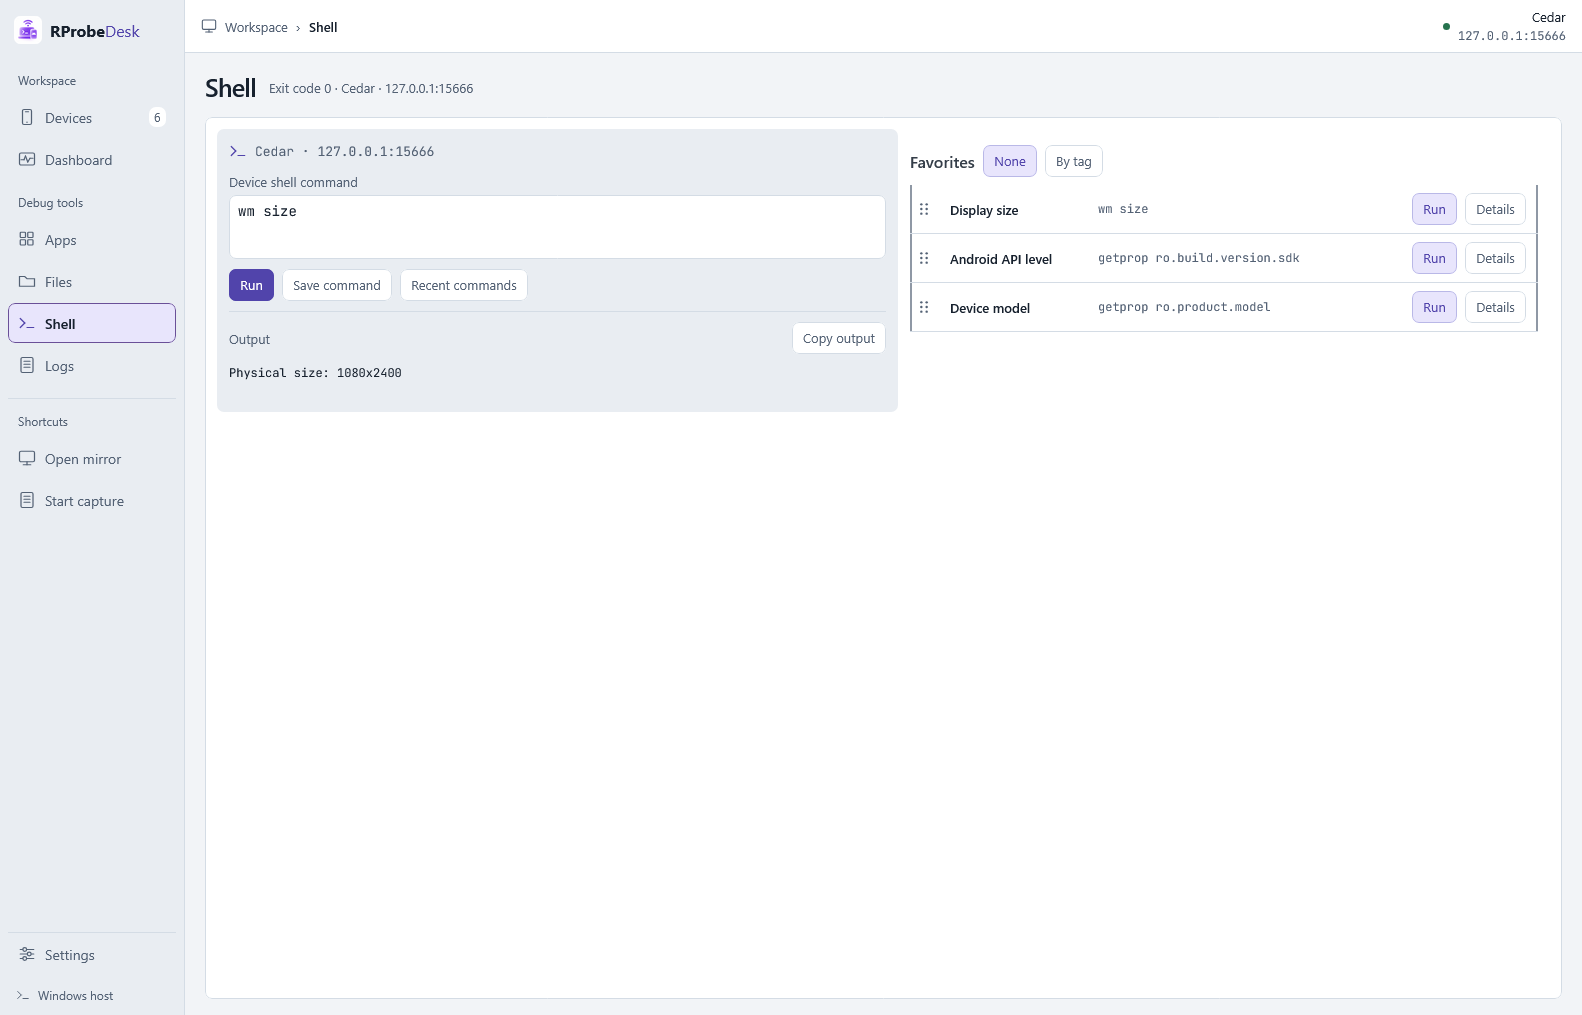 RProbeDesk
Workspace
Devices 6
Dashboard
Debug tools
Apps
Files
Shell
Logs
Shortcuts
Open mirror
Start capture
Settings
Windows host
Workspace › Shell
Cedar
127.0.0.1:15666
Shell Exit code 0 · Cedar · 127.0.0.1:15666
>_ Cedar · 127.0.0.1:15666
Device shell command
wm size
Run Save command Recent commands
Output Copy output
Physical size: 1080x2400
Favorites None By tag
Display size wm size Run Details
Android API level getprop ro.build.version.sdk Run Details
Device model getprop ro.product.model Run Details